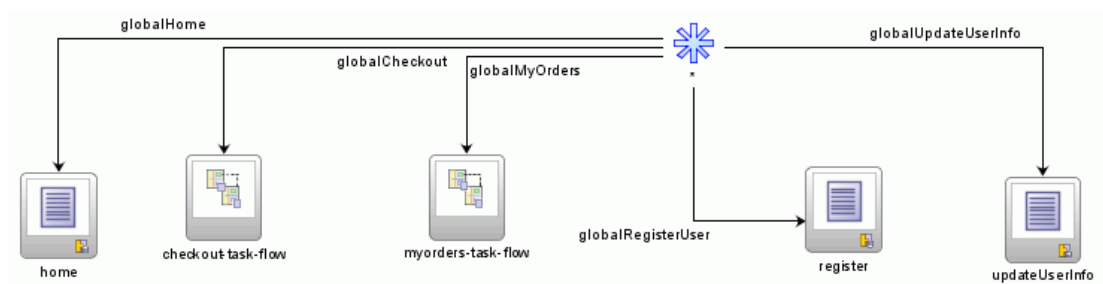 globalHome
globalUpdateUserInfo
globalCheckout
globalMyOrders
*
globalRegisterUser
home
checkout-task-flow
myorders-task-flow
register
updateUserInfo